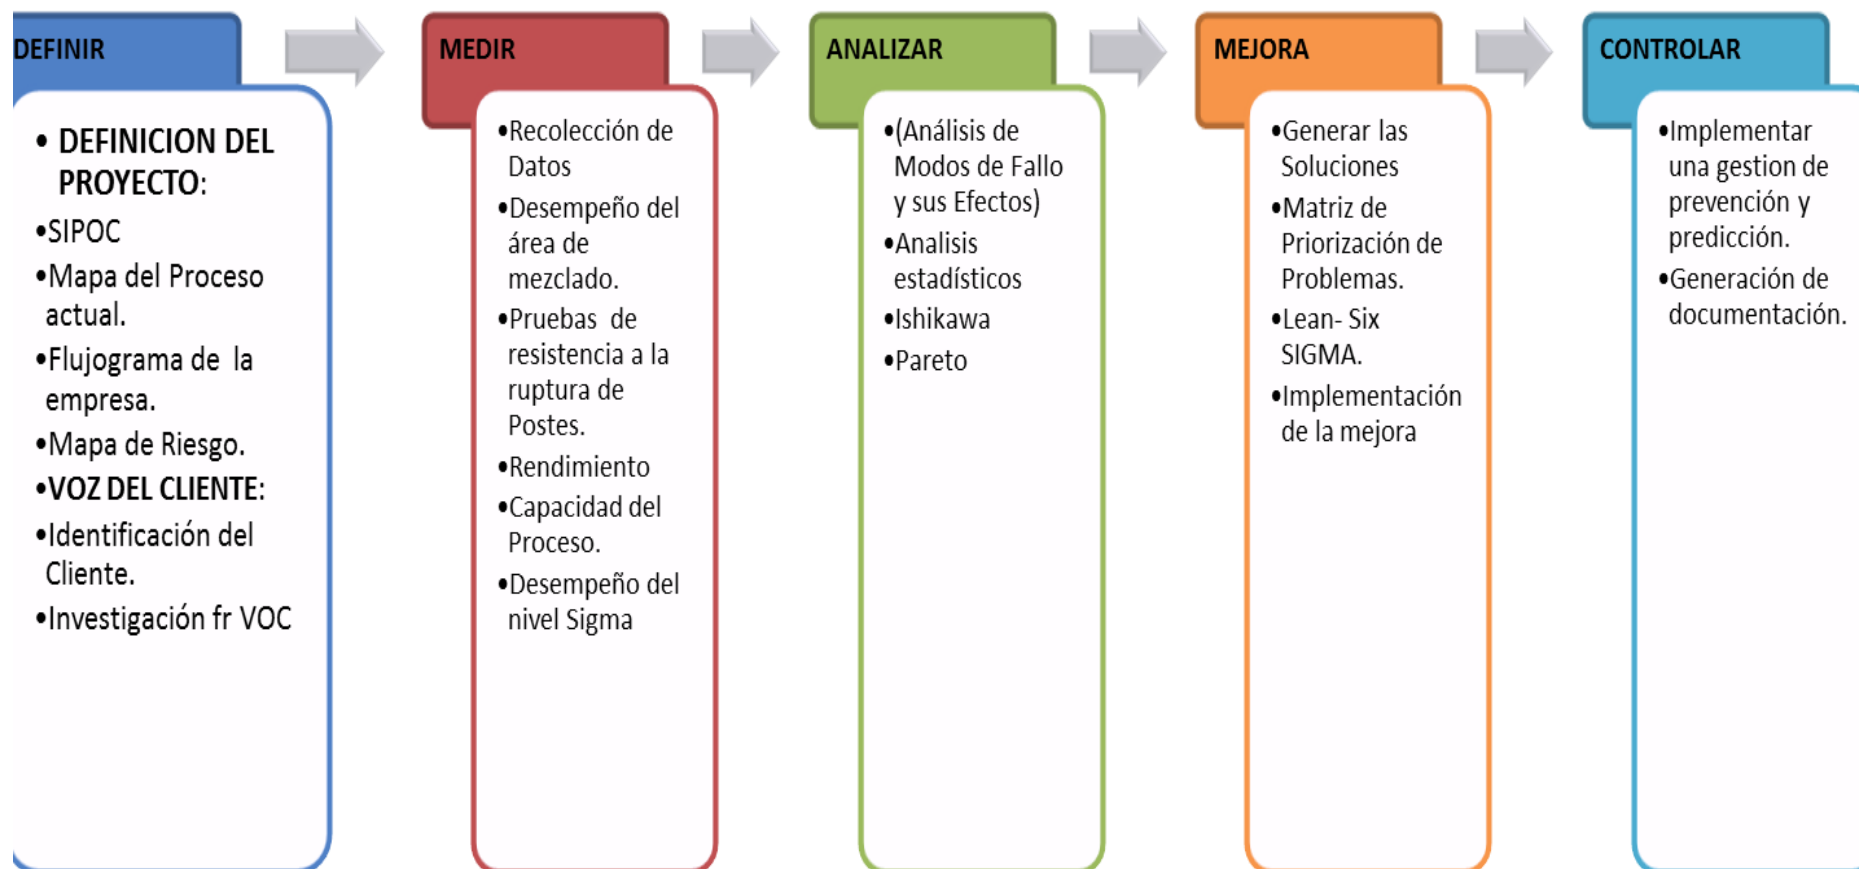 DEFINIR
• DEFINICION DEL
PROYECTO:
•SIPOC
•Mapa del Proceso
actual.
•Flujograma de la
empresa.
•Mapa de Riesgo.
•VOZ DEL CLIENTE:
•Identificación del
Cliente.
•Investigación fr VOC
MEDIR
•Recolección de
Datos
•Desempeño del
área de
mezclado.
•Pruebas de
resistencia a la
ruptura de
Postes.
•Rendimiento
•Capacidad del
Proceso.
•Desempeño del
nivel Sigma
ANALIZAR
•(Análisis de
Modos de Fallo
y sus Efectos)
•Analisis
estadísticos
•Ishikawa
•Pareto
MEJORA
•Generar las
Soluciones
•Matriz de
Priorización de
Problemas.
•Lean- Six
SIGMA.
•Implementación
de la mejora
CONTROLAR
•Implementar
una gestion de
prevención y
predicción.
•Generación de
documentación.